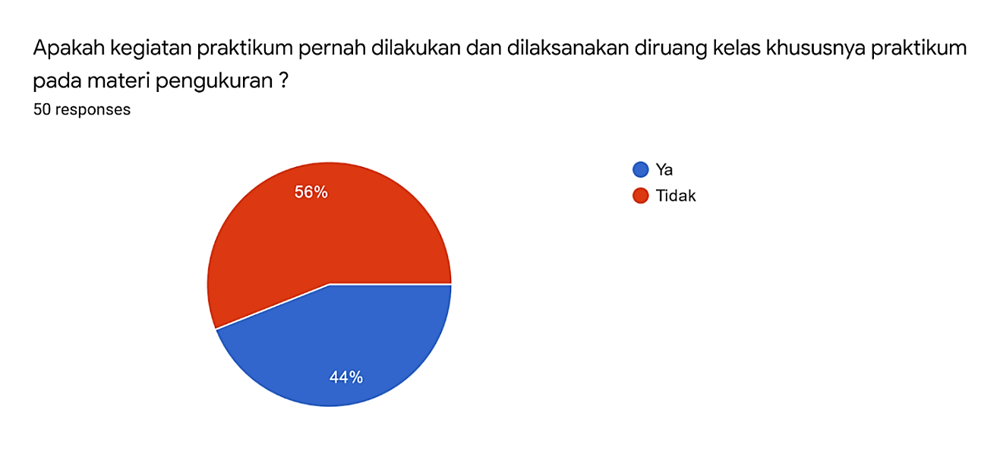 Apakah kegiatan praktikum pernah dilakukan dan dilaksanakan diruang kelas khususnya praktikum
pada materi pengukuran ?
50 responses
Ya
Tidak
56%
44%